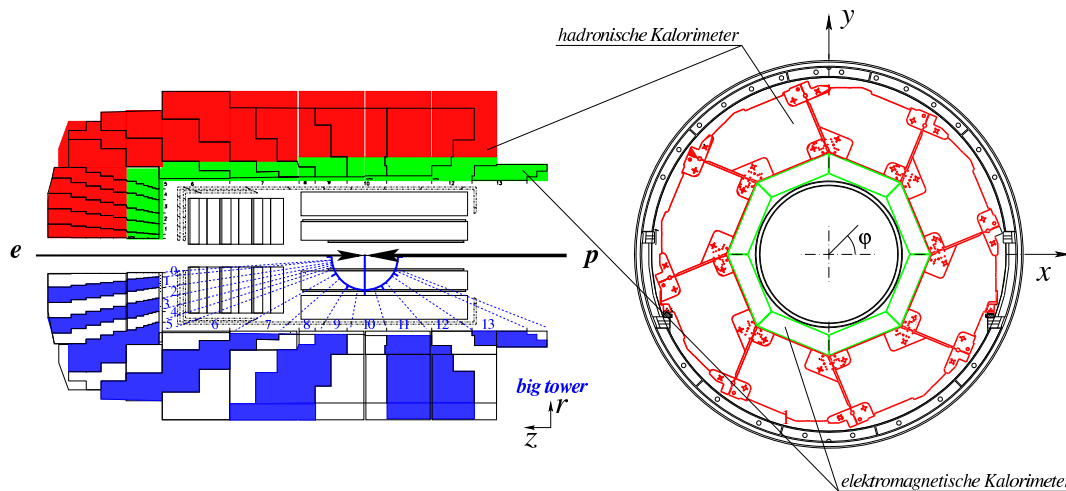 hadronische Kalorimeter
y
φ
x
e
p
0
1
2
3
4
5 6 7 8 9 10 11 12 13
big tower
r
z
elektromagnetische Kalorimeter